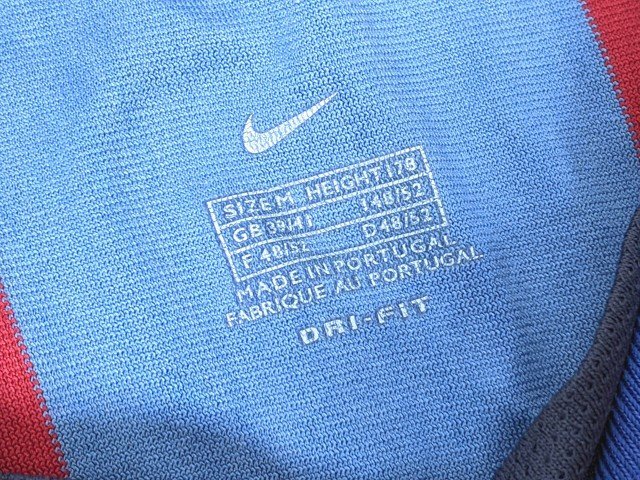 SIZE M HEIGHT 178
GB 39/41 I 48/52
F 48/52 D 48/52
MADE IN PORTUGAL
FABRIQUE AU PORTUGAL
DRI-FIT